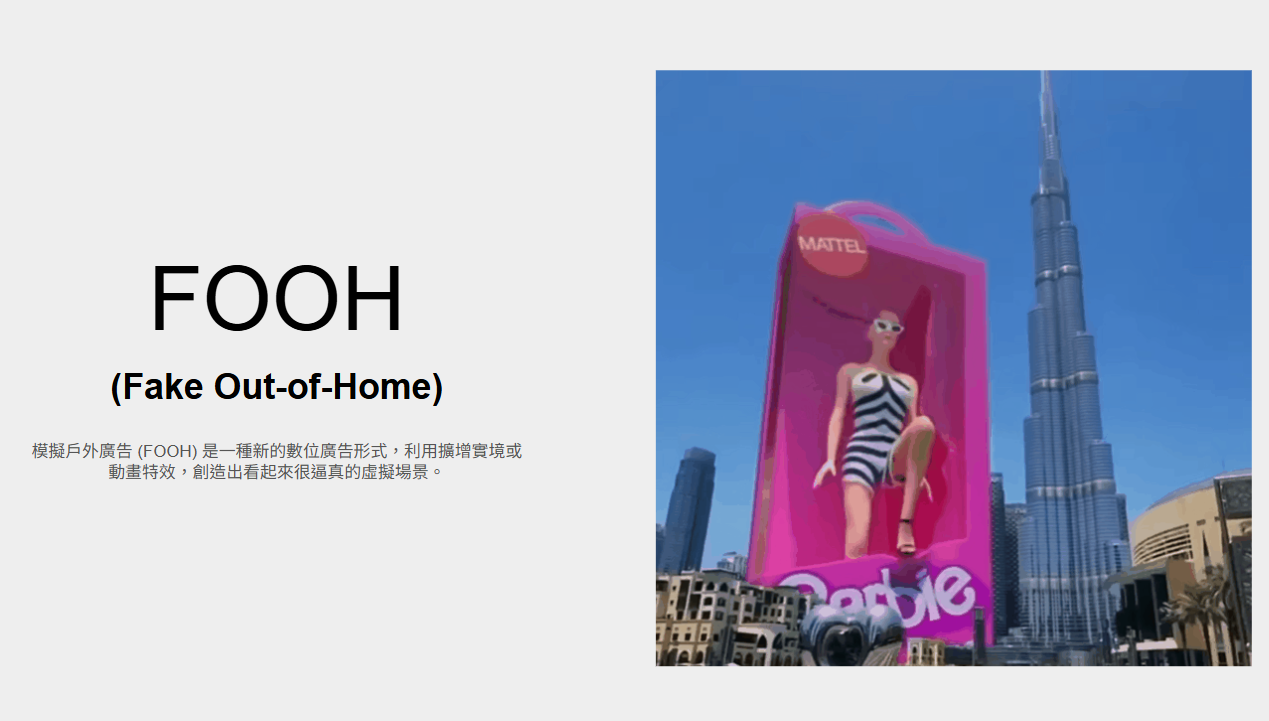 FOOH
(Fake Out-of-Home)
模擬戶外廣告 (FOOH) 是一種新的數位廣告形式，利用擴增實境或
動畫特效，創造出看起來很逼真的虛擬場景。
MATTEL
Barbie